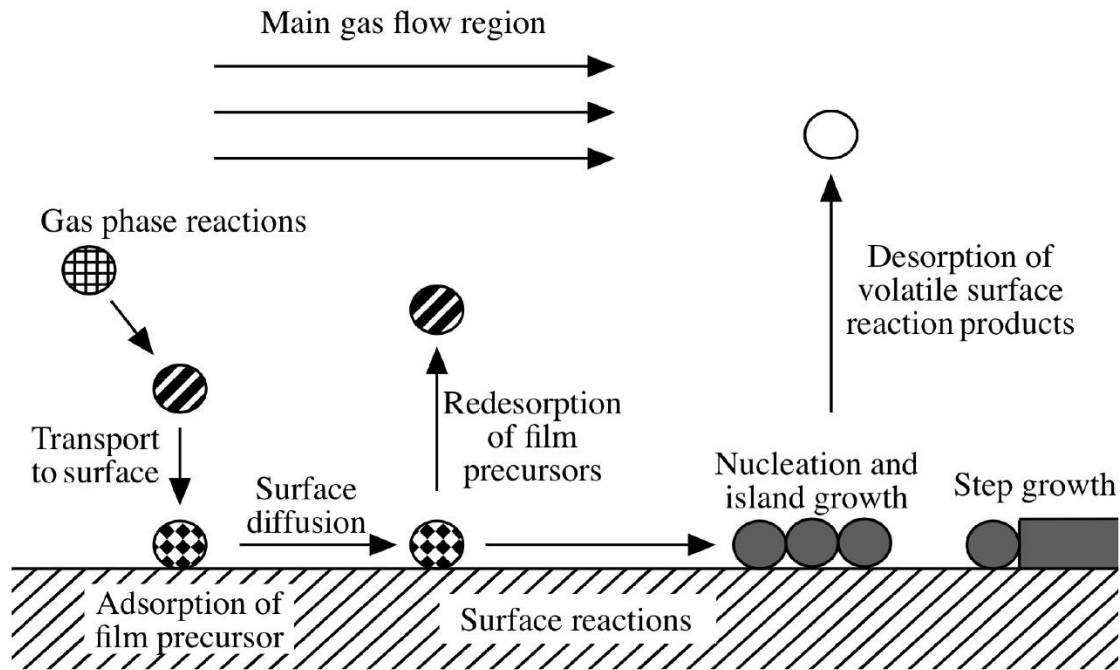 Main gas flow region
Gas phase reactions
Desorption of
volatile surface
reaction products
Transport
to surface
Redesorption
of film
precursors
Surface
diffusion
Nucleation and
island growth
Step growth
Adsorption of
film precursor
Surface reactions